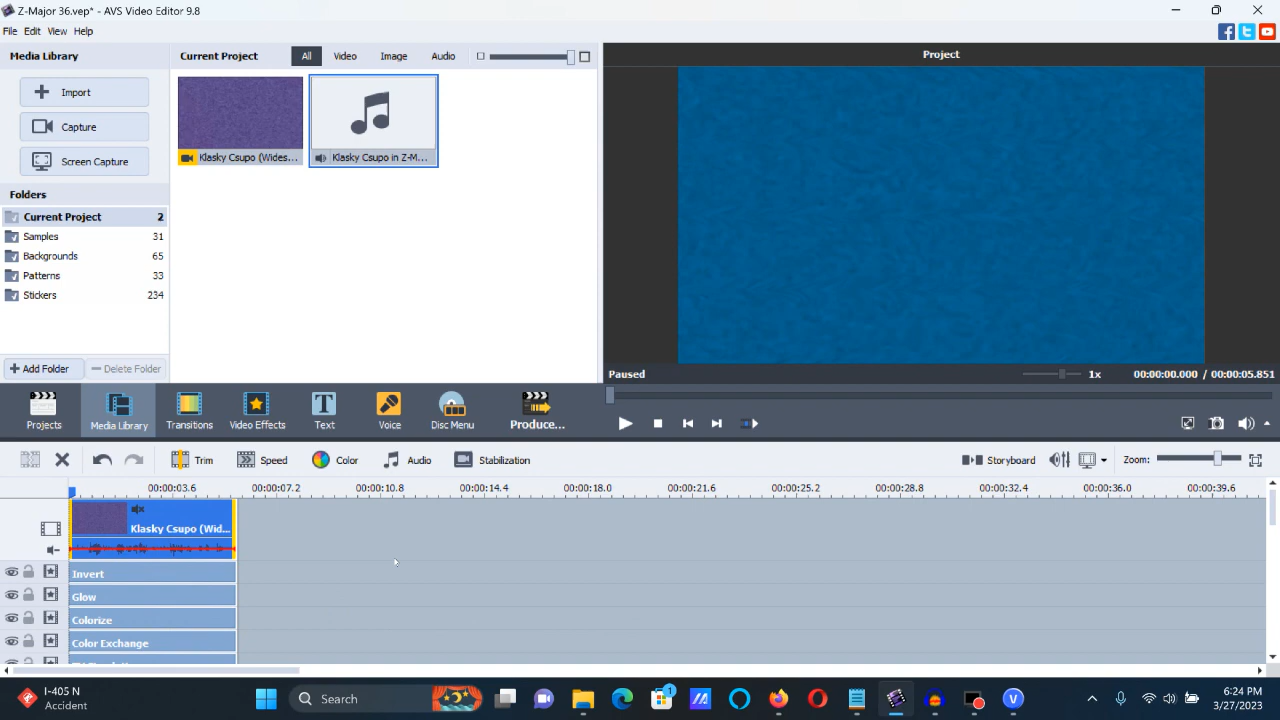 Z-Major 36.vep* - AVS Video Editor 9.8
File Edit View Help
Media Library
Import
Capture
Screen Capture
Folders
Current Project 2
Samples 31
Backgrounds 65
Patterns 33
Stickers 234
Add Folder
Delete Folder
Current Project All Video Image Audio
Klasky Csupo (Wides...
Klasky Csupo in Z-M...
Project
Paused 1x 00:00:00.000 / 00:00:05.851
Projects
Media Library
Transitions
Video Effects
Text
Voice
Disc Menu
Produce...
Trim Speed Color Audio Stabilization Storyboard Zoom:
00:00:03.6 00:00:07.2 00:00:10.8 00:00:14.4 00:00:18.0 00:00:21.6 00:00:25.2 00:00:28.8 00:00:32.4 00:00:36.0 00:00:39.6
Klasky Csupo (Wid...
Invert
Glow
Colorize
Color Exchange
I-405 N
Accident
Search
1
6:24 PM
3/27/2023